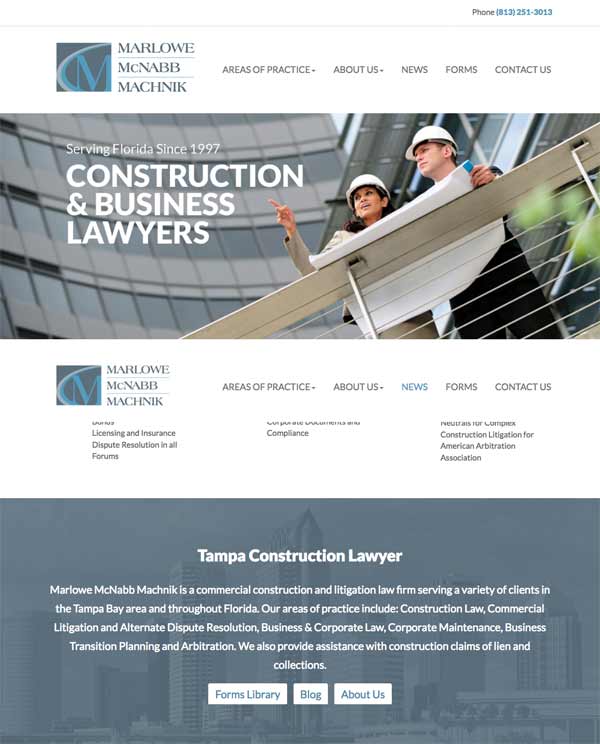 Phone (813) 251-3013
MARLOWE
McNABB
MACHNIK
AREAS OF PRACTICE ABOUT US NEWS FORMS CONTACT US
Serving Florida Since 1997
CONSTRUCTION
& BUSINESS
LAWYERS
MARLOWE
McNABB
MACHNIK
AREAS OF PRACTICE ABOUT US NEWS FORMS CONTACT US
Bonds
Licensing and Insurance
Dispute Resolution in all
Forums
Corporate Documents and
Compliance
Neutrals for Complex
Construction Litigation for
American Arbitration
Association
Tampa Construction Lawyer
Marlowe McNabb Machnik is a commercial construction and litigation law firm serving a variety of clients in
the Tampa Bay area and throughout Florida. Our areas of practice include: Construction Law, Commercial
Litigation and Alternate Dispute Resolution, Business & Corporate Law, Corporate Maintenance, Business
Transition Planning and Arbitration. We also provide assistance with construction claims of lien and
collections.
Forms Library Blog About Us